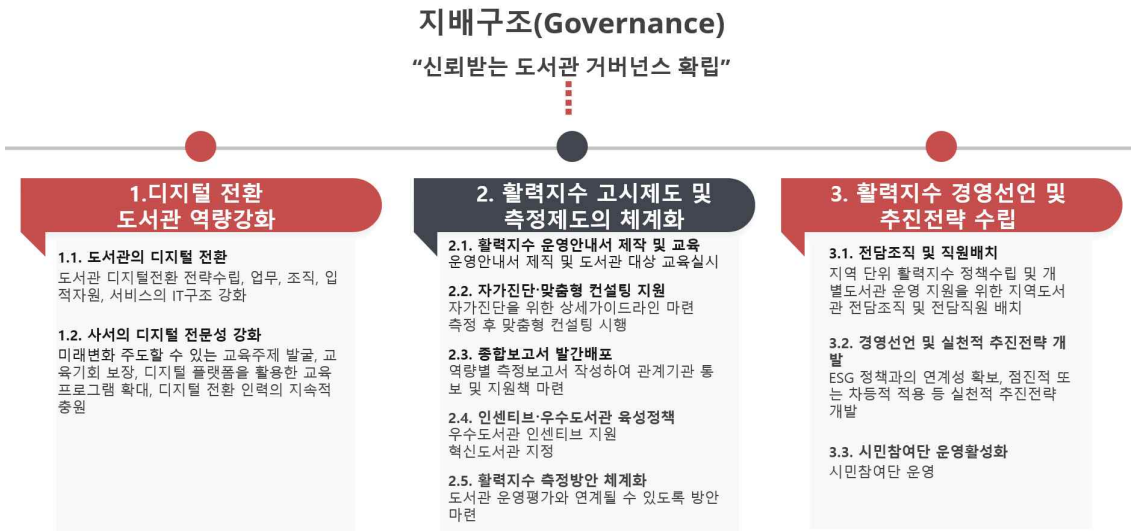 지배구조(Governance)
“신뢰받는 도서관 거버넌스 확립”
1.디지털 전환
도서관 역량강화
1.1. 도서관의 디지털 전환
도서관 디지털전환 전략수립, 업무, 조직, 입
적자원, 서비스의 IT구조 강화
1.2. 사서의 디지털 전문성 강화
미래변화 주도할 수 있는 교육주제 발굴, 교
육기회 보장, 디지털 플랫폼을 활용한 교육
프로그램 확대, 디지털 전환 인력의 지속적
충원
2. 활력지수 고시제도 및
측정제도의 체계화
2.1. 활력지수 운영안내서 제작 및 교육
운영안내서 제직 및 도서관 대상 교육실시
2.2. 자가진단·맞춤형 컨설팅 지원
자가진단을 위한 상세가이드라인 마련
측정 후 맞춤형 컨설팅 시행
2.3. 종합보고서 발간배포
역량별 측정보고서 작성하여 관계기관 통
보 및 지원책 마련
2.4. 인센티브·우수도서관 육성정책
우수도서관 인센티브 지원
혁신도서관 지정
2.5. 활력지수 측정방안 체계화
도서관 운영평가와 연계될 수 있도록 방안
마련
3. 활력지수 경영선언 및
추진전략 수립
3.1. 전담조직 및 직원배치
지역 단위 활력지수 정책수립 및 개
별도서관 운영 지원을 위한 지역도서
관 전담조직 및 전담직원 배치
3.2. 경영선언 및 실천적 추진전략 개
발
ESG 정책과의 연계성 확보, 점진적 또
는 차등적 적용 등 실천적 추진전략
개발
3.3. 시민참여단 운영활성화
시민참여단 운영